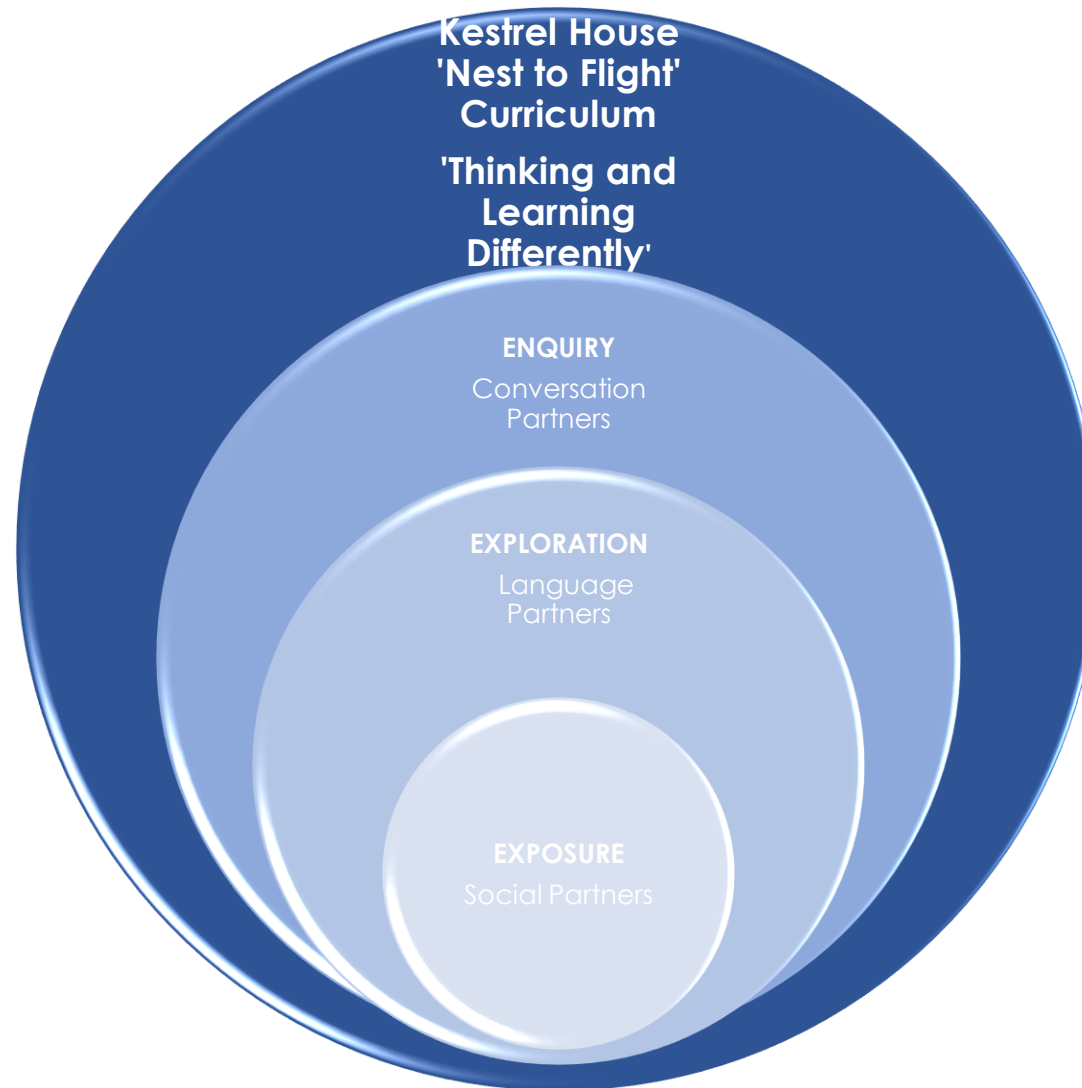 Kestrel House
'Nest to Flight'
Curriculum
'Thinking and
Learning
Differently'
ENQUIRY
Conversation
Partners
EXPLORATION
Language
Partners
EXPOSURE
Social Partners